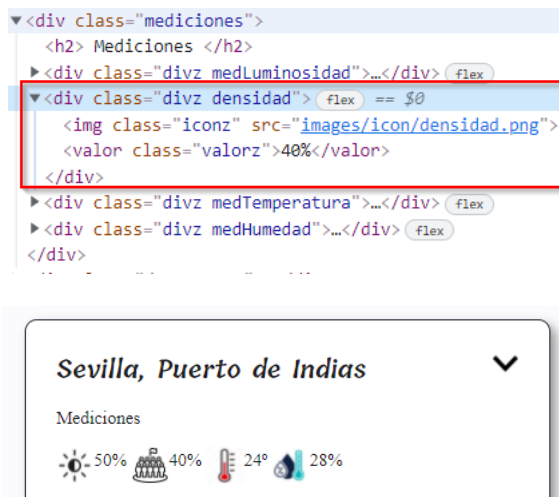 ▼<div class="mediciones">
<h2> Mediciones </h2>
▶<div class="divz medLuminosidad">…</div> flex
▼<div class="divz densidad"> flex == $0
<img class="iconz" src="images/icon/densidad.png">
<valor class="valorz">40%</valor>
</div>
▶<div class="divz medTemperatura">…</div> flex
▶<div class="divz medHumedad">…</div> flex
</div>
Sevilla, Puerto de Indias
Mediciones
50% 40% 24º 28%